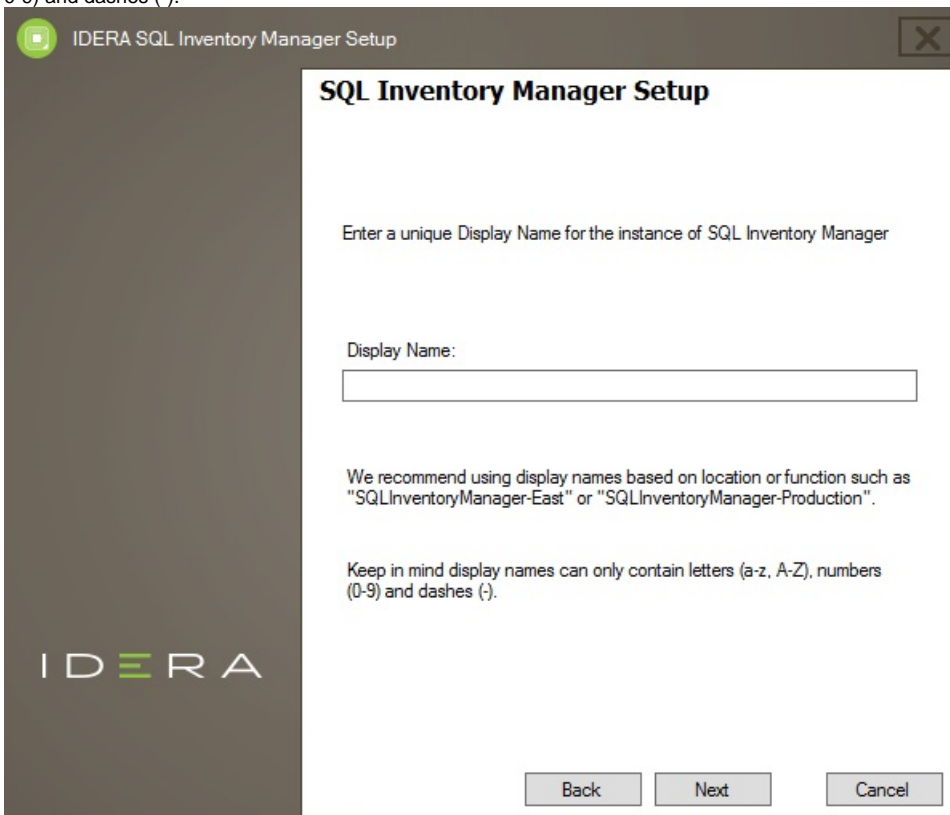 0-9) and dashes (-).
IDERA SQL Inventory Manager Setup
SQL Inventory Manager Setup
Enter a unique Display Name for the instance of SQL Inventory Manager
Display Name:
We recommend using display names based on location or function such as
"SQLInventoryManager-East" or "SQLInventoryManager-Production".
Keep in mind display names can only contain letters (a-z, A-Z), numbers
(0-9) and dashes (-).
IDERA
Back Next Cancel